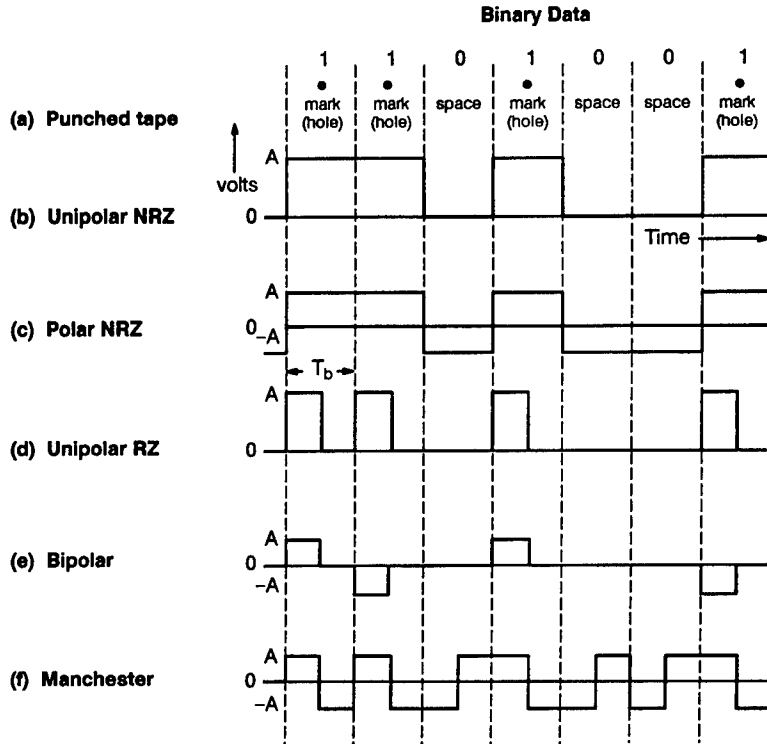 Binary Data
1 1 0 1 0 0 1
(a) Punched tape
mark (hole) mark (hole) space mark (hole) space space mark (hole)
volts
A
0
(b) Unipolar NRZ
Time
A
0
–A
(c) Polar NRZ
T_b
A
0
(d) Unipolar RZ
A
0
–A
(e) Bipolar
A
0
–A
(f) Manchester